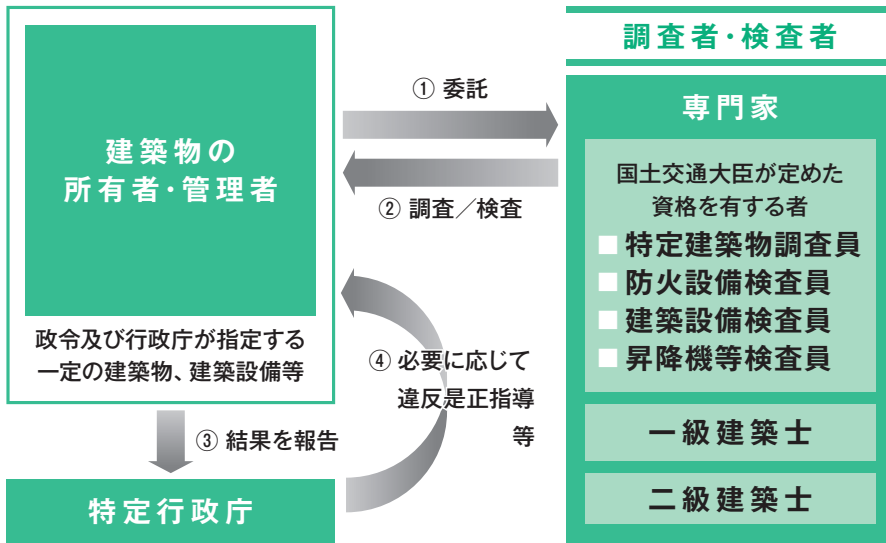 建築物の
所有者・管理者
政令及び行政庁が指定する
一定の建築物、建築設備等
① 委託
② 調査／検査
③ 結果を報告
④ 必要に応じて
違反是正指導
等
特定行政庁
調査者・検査者
専門家
国土交通大臣が定めた
資格を有する者
■ 特定建築物調査員
■ 防火設備検査員
■ 建築設備検査員
■ 昇降機等検査員
一級建築士
二級建築士